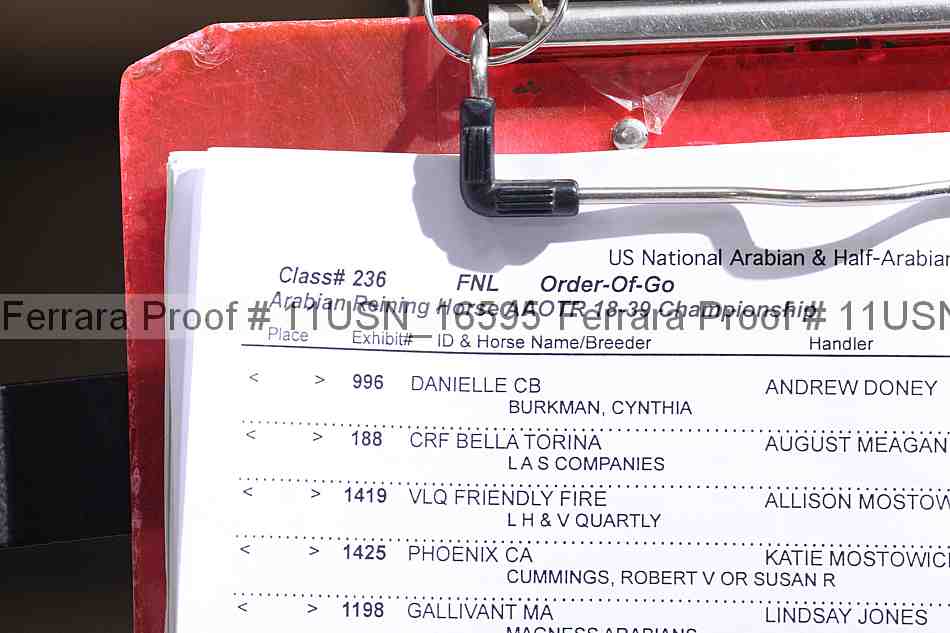 US National Arabian & Half-Arabian
Class# 236 FNL Order-Of-Go
Arabian Reining Horse AAOTR 18-39 Championship
Ferrara Proof # 11USN_16595 Ferrara Proof # 11USN
Place Exhibit# ID & Horse Name/Breeder Handler
< > 996 DANIELLE CB ANDREW DONEY
BURKMAN, CYNTHIA
< > 188 CRF BELLA TORINA AUGUST MEAGAN
L A S COMPANIES
< > 1419 VLQ FRIENDLY FIRE ALLISON MOSTOW
L H & V QUARTLY
< > 1425 PHOENIX CA KATIE MOSTOWIC
CUMMINGS, ROBERT V OR SUSAN R
< > 1198 GALLIVANT MA LINDSAY JONES
MAGNESS ARABIANS